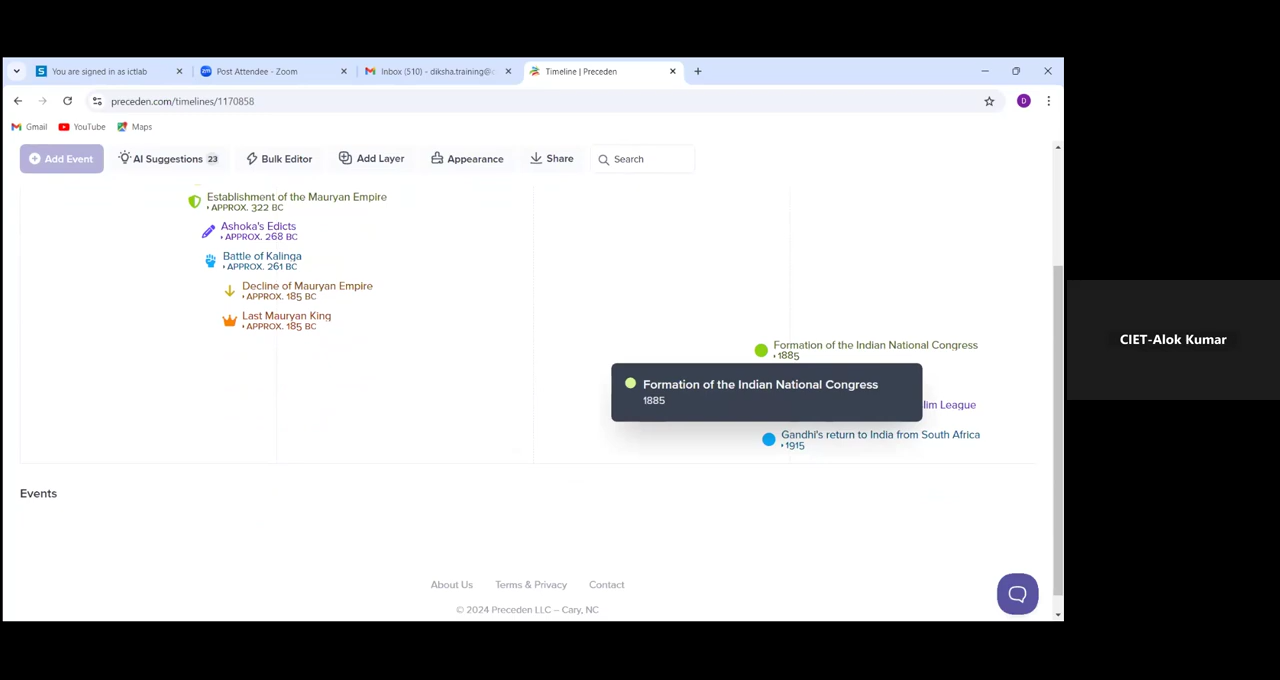 You are signed in as ictlab
Post Attendee - Zoom
Inbox (510) - diksha.training@
Timeline | Preceden
preceden.com/timelines/1170858
D
Gmail
YouTube
Maps
Add Event
AI Suggestions 23
Bulk Editor
Add Layer
Appearance
Share
Search
Establishment of the Mauryan Empire
APPROX. 322 BC
Ashoka's Edicts
APPROX. 268 BC
Battle of Kalinga
APPROX. 261 BC
Decline of Mauryan Empire
APPROX. 185 BC
Last Mauryan King
APPROX. 185 BC
CIET-Alok Kumar
Formation of the Indian National Congress
1885
Formation of the Indian National Congress
1885
lim League
Gandhi's return to India from South Africa
1915
Events
About Us
Terms & Privacy
Contact
© 2024 Preceden LLC – Cary, NC